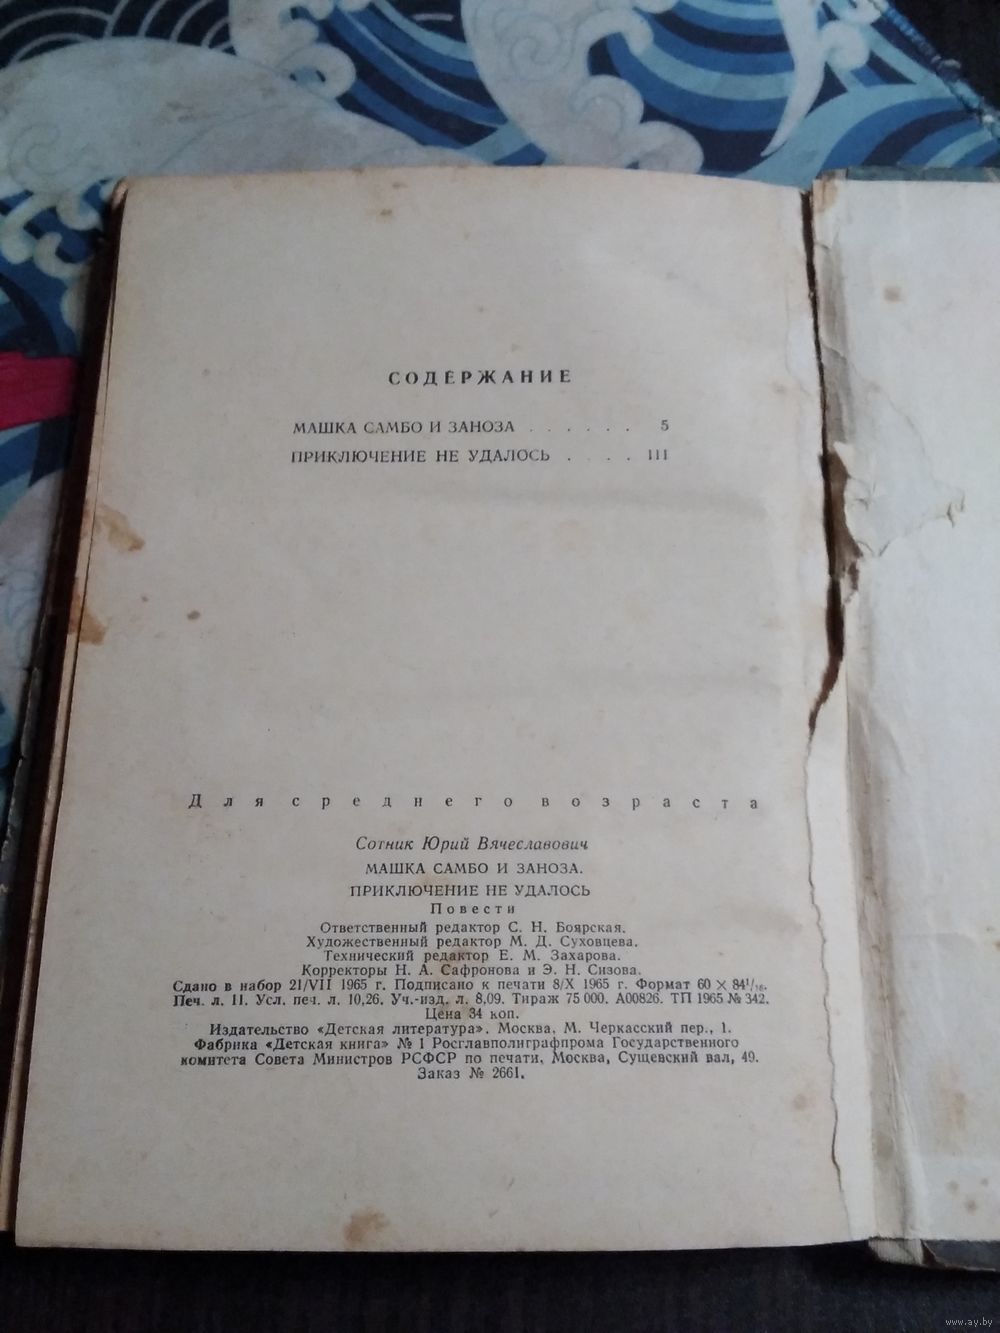 СОДЕРЖАНИЕ
МАШКА САМБО И ЗАНОЗА . . . . . . 5
ПРИКЛЮЧЕНИЕ НЕ УДАЛОСЬ . . . . 111
Для среднего возраста
Сотник Юрий Вячеславович
МАШКА САМБО И ЗАНОЗА.
ПРИКЛЮЧЕНИЕ НЕ УДАЛОСЬ
Повести
Ответственный редактор С. Н. Боярская.
Художественный редактор М. Д. Суховцева.
Технический редактор Е. М. Захарова.
Корректоры Н. А. Сафронова и Э. Н. Сизова.
Сдано в набор 21/VII 1965 г. Подписано к печати 8/X 1965 г. Формат 60 × 84¹/₁₆.
Печ. л. 11. Усл. печ. л. 10,26. Уч.-изд. л. 8,09. Тираж 75 000. А00826. ТП 1965 № 342.
Цена 34 коп.
Издательство «Детская литература». Москва, М. Черкасский пер., 1.
Фабрика «Детская книга» № 1 Росглавполиграфпрома Государственного
комитета Совета Министров РСФСР по печати, Москва, Сущевский вал, 49.
Заказ № 2661.
www.ay.by